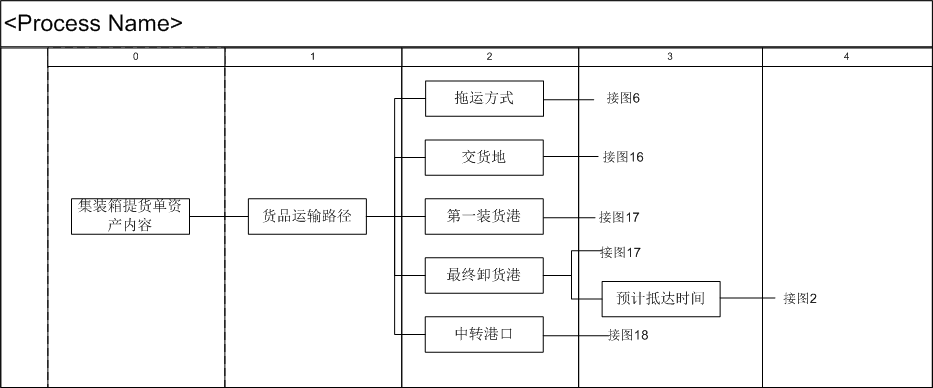 <Process Name>
0
1
2
3
4
拖运方式
接图6
交货地
接图16
集装箱提货单资
产内容
货品运输路径
第一装货港
接图17
接图17
最终卸货港
预计抵达时间
接图2
中转港口
接图18